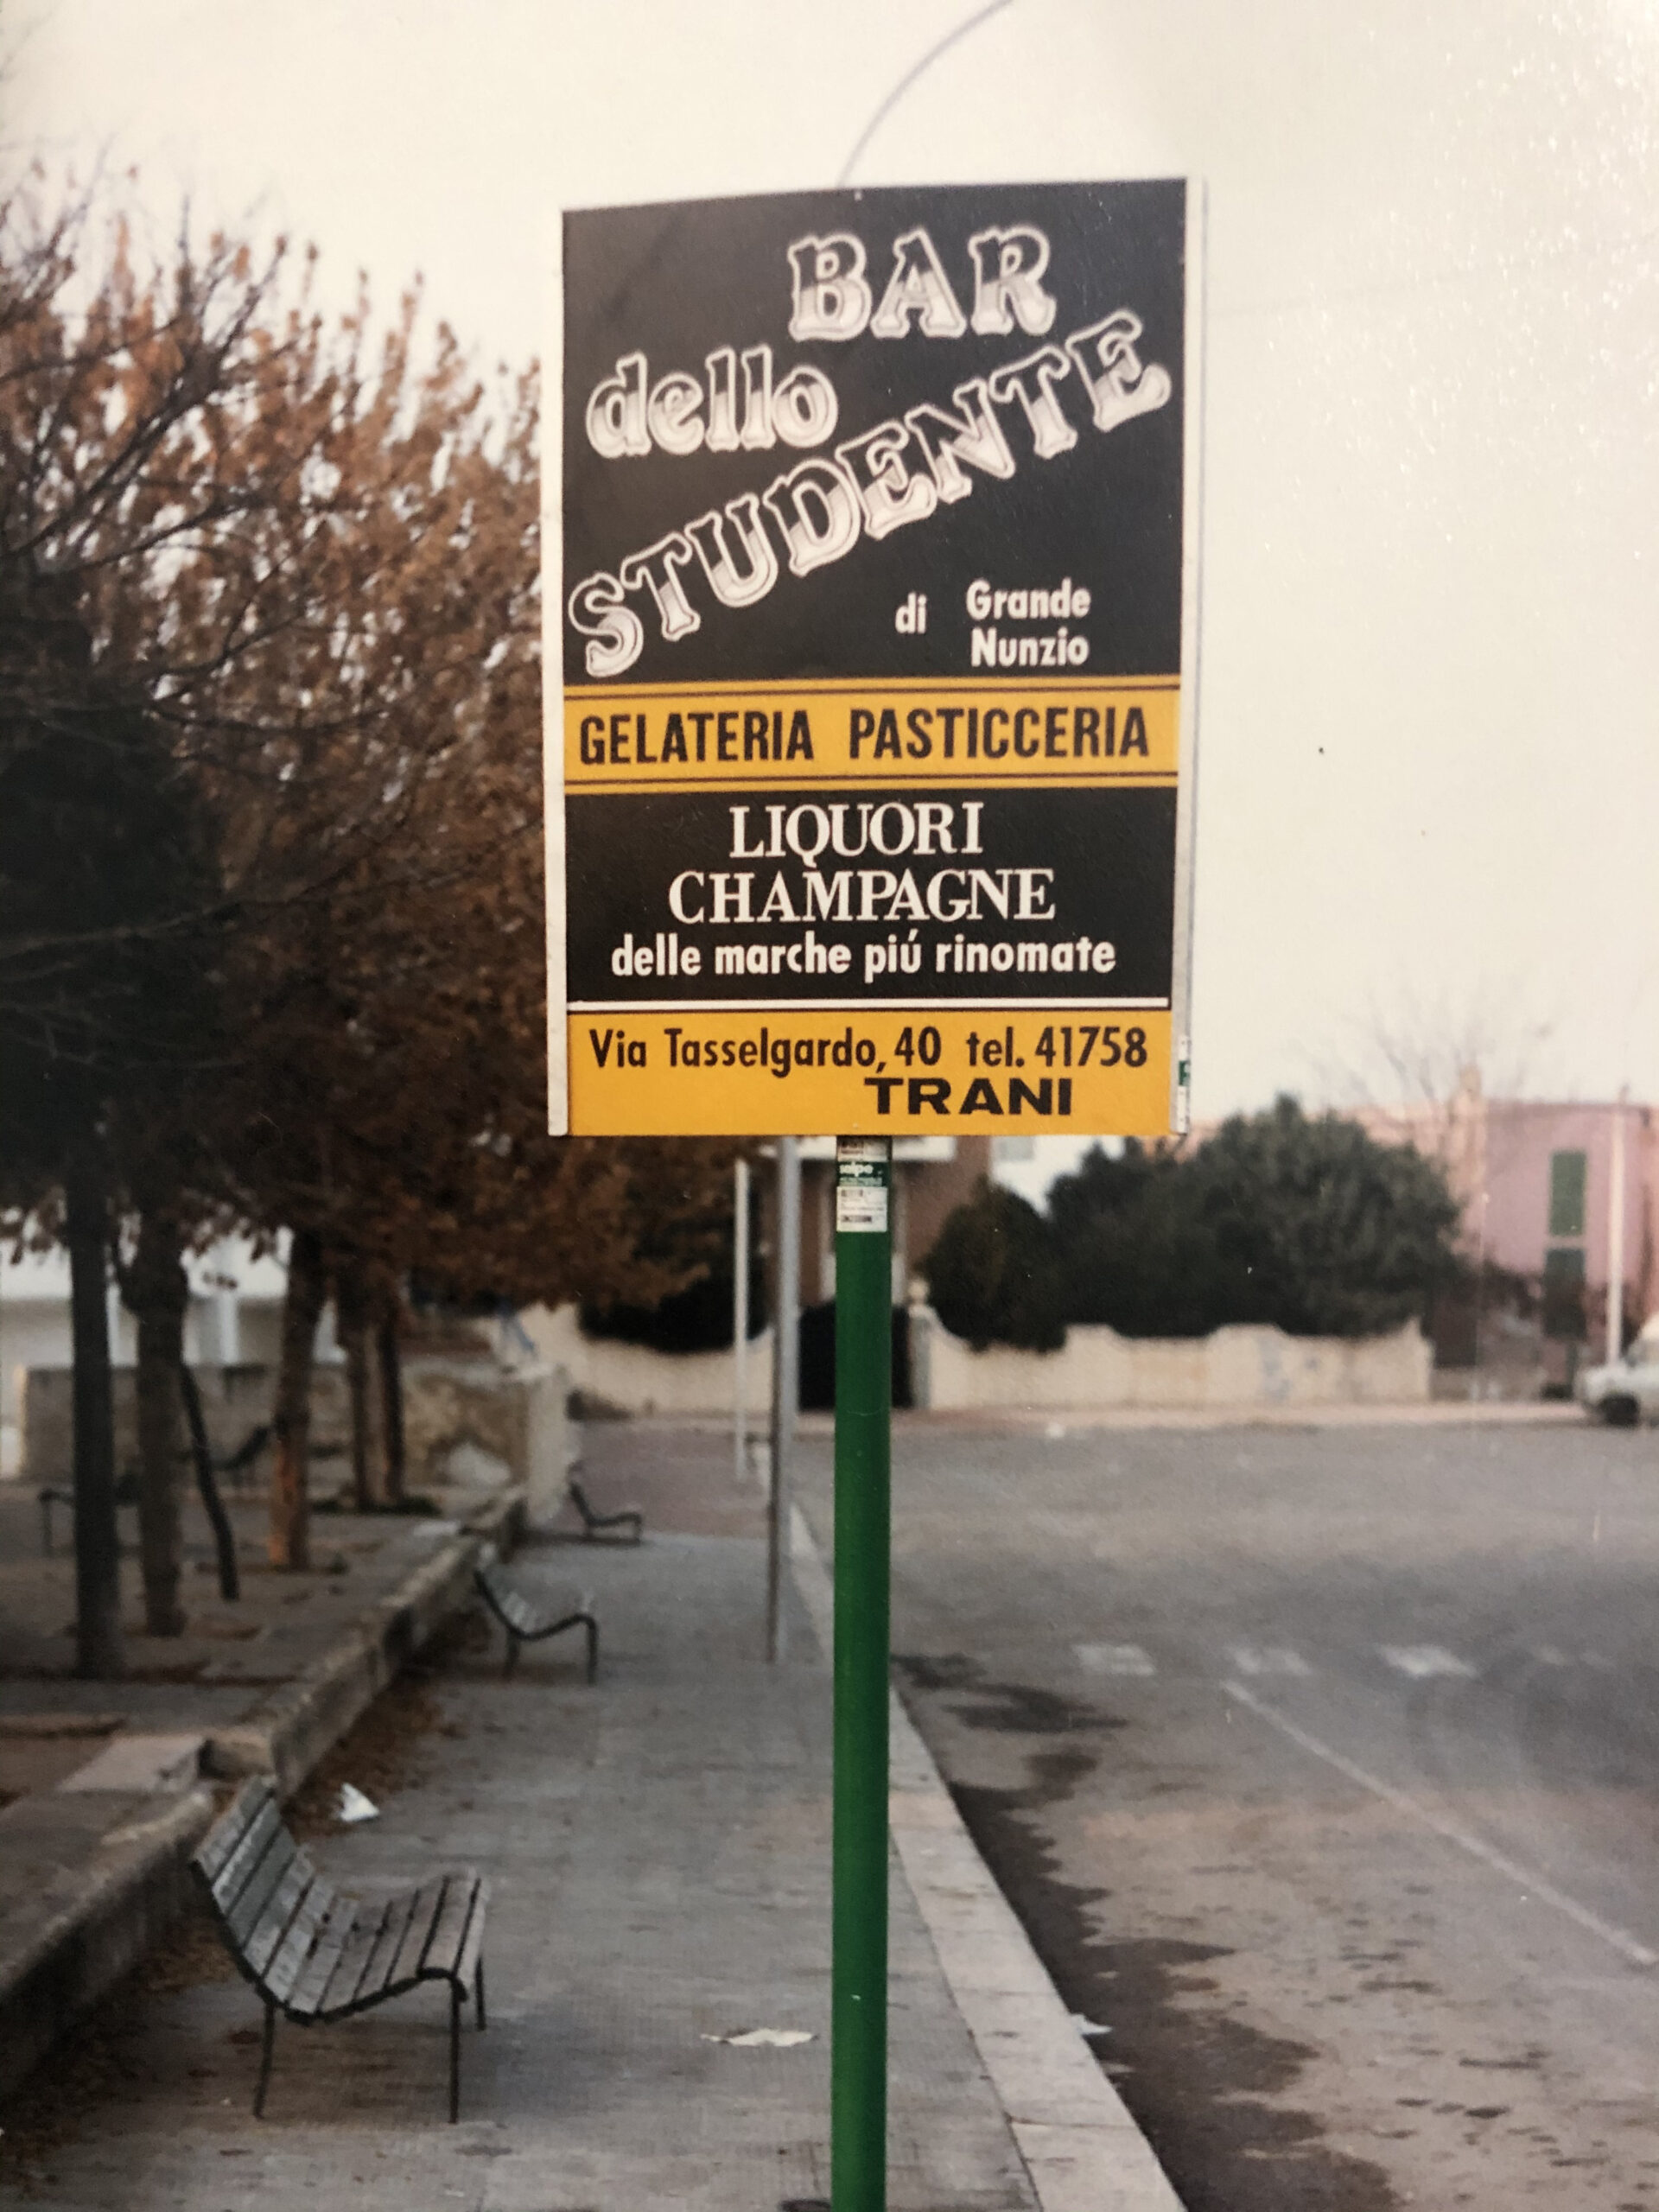 BAR
dello
STUDENTE
di Grande
Nunzio
GELATERIA PASTICCERIA
LIQUORI
CHAMPAGNE
delle marche piú rinomate
Via Tasselgardo, 40 tel. 41758
TRANI